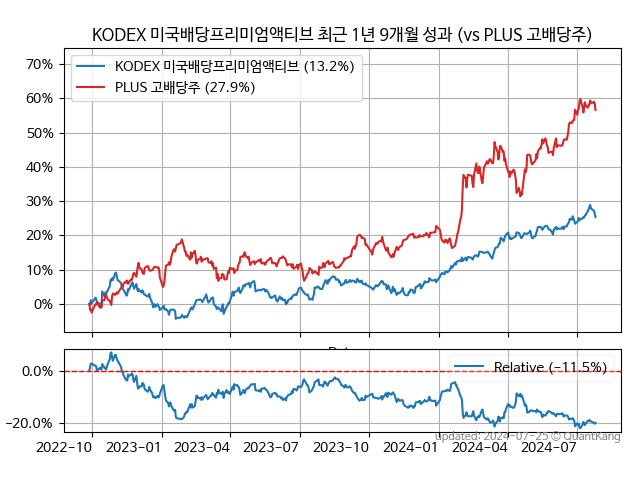 KODEX 미국배당프리미엄액티브 최근 1년 9개월 성과 (vs PLUS 고배당주)
KODEX 미국배당프리미엄액티브 (13.2%)
PLUS 고배당주 (27.9%)
70%
60%
50%
40%
30%
20%
10%
0%
Relative (−11.5%)
0.0%
−20.0%
updated: 2024-07-25 © QuantKang
2022-10 2023-01 2023-04 2023-07 2023-10 2024-01 2024-04 2024-07